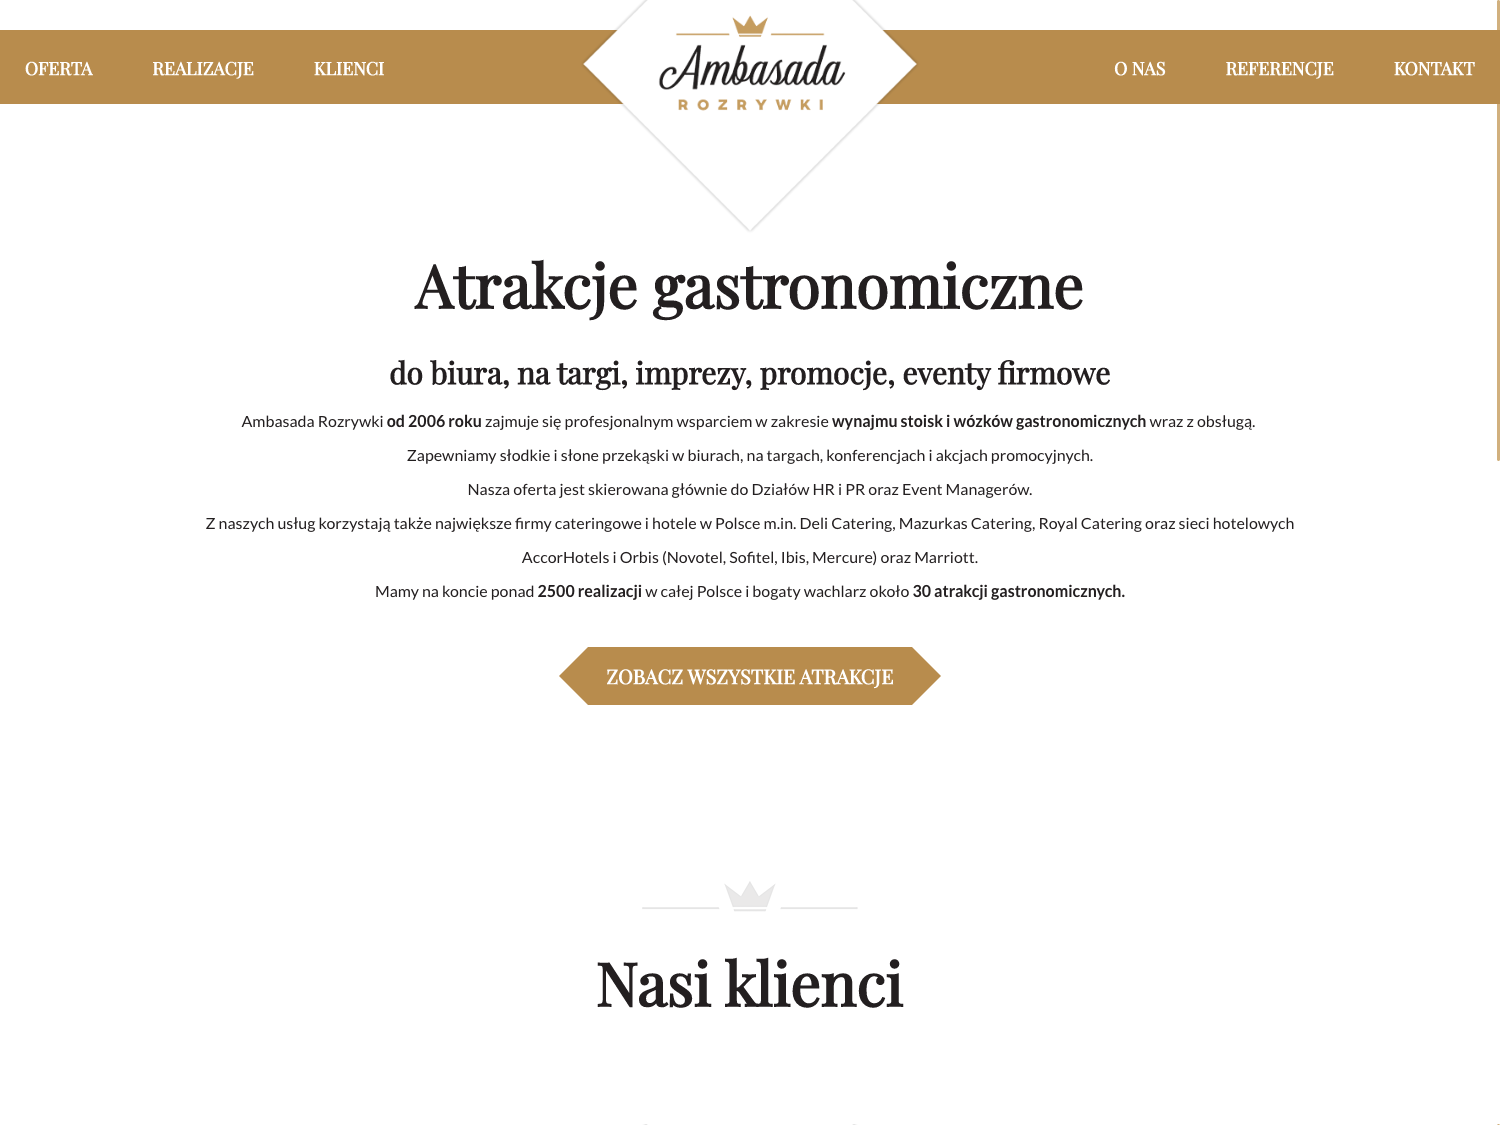 OFERTA REALIZACJE KLIENCI Ambasada O NAS REFERENCJE KONTAKT
ROZRYWKI
Atrakcje gastronomiczne
do biura, na targi, imprezy, promocje, eventy firmowe
Ambasada Rozrywki od 2006 roku zajmuje się profesjonalnym wsparciem w zakresie wynajmu stoisk i wózków gastronomicznych wraz z obsługą.
Zapewniamy słodkie i słone przekąski w biurach, na targach, konferencjach i akcjach promocyjnych.
Nasza oferta jest skierowana głównie do Działów HR i PR oraz Event Managerów.
Z naszych usług korzystają także największe firmy cateringowe i hotele w Polsce m.in. Deli Catering, Mazurkas Catering, Royal Catering oraz sieci hotelowych
AccorHotels i Orbis (Novotel, Sofitel, Ibis, Mercure) oraz Marriott.
Mamy na koncie ponad 2500 realizacji w całej Polsce i bogaty wachlarz około 30 atrakcji gastronomicznych.
ZOBACZ WSZYSTKIE ATRAKCJE
Nasi klienci